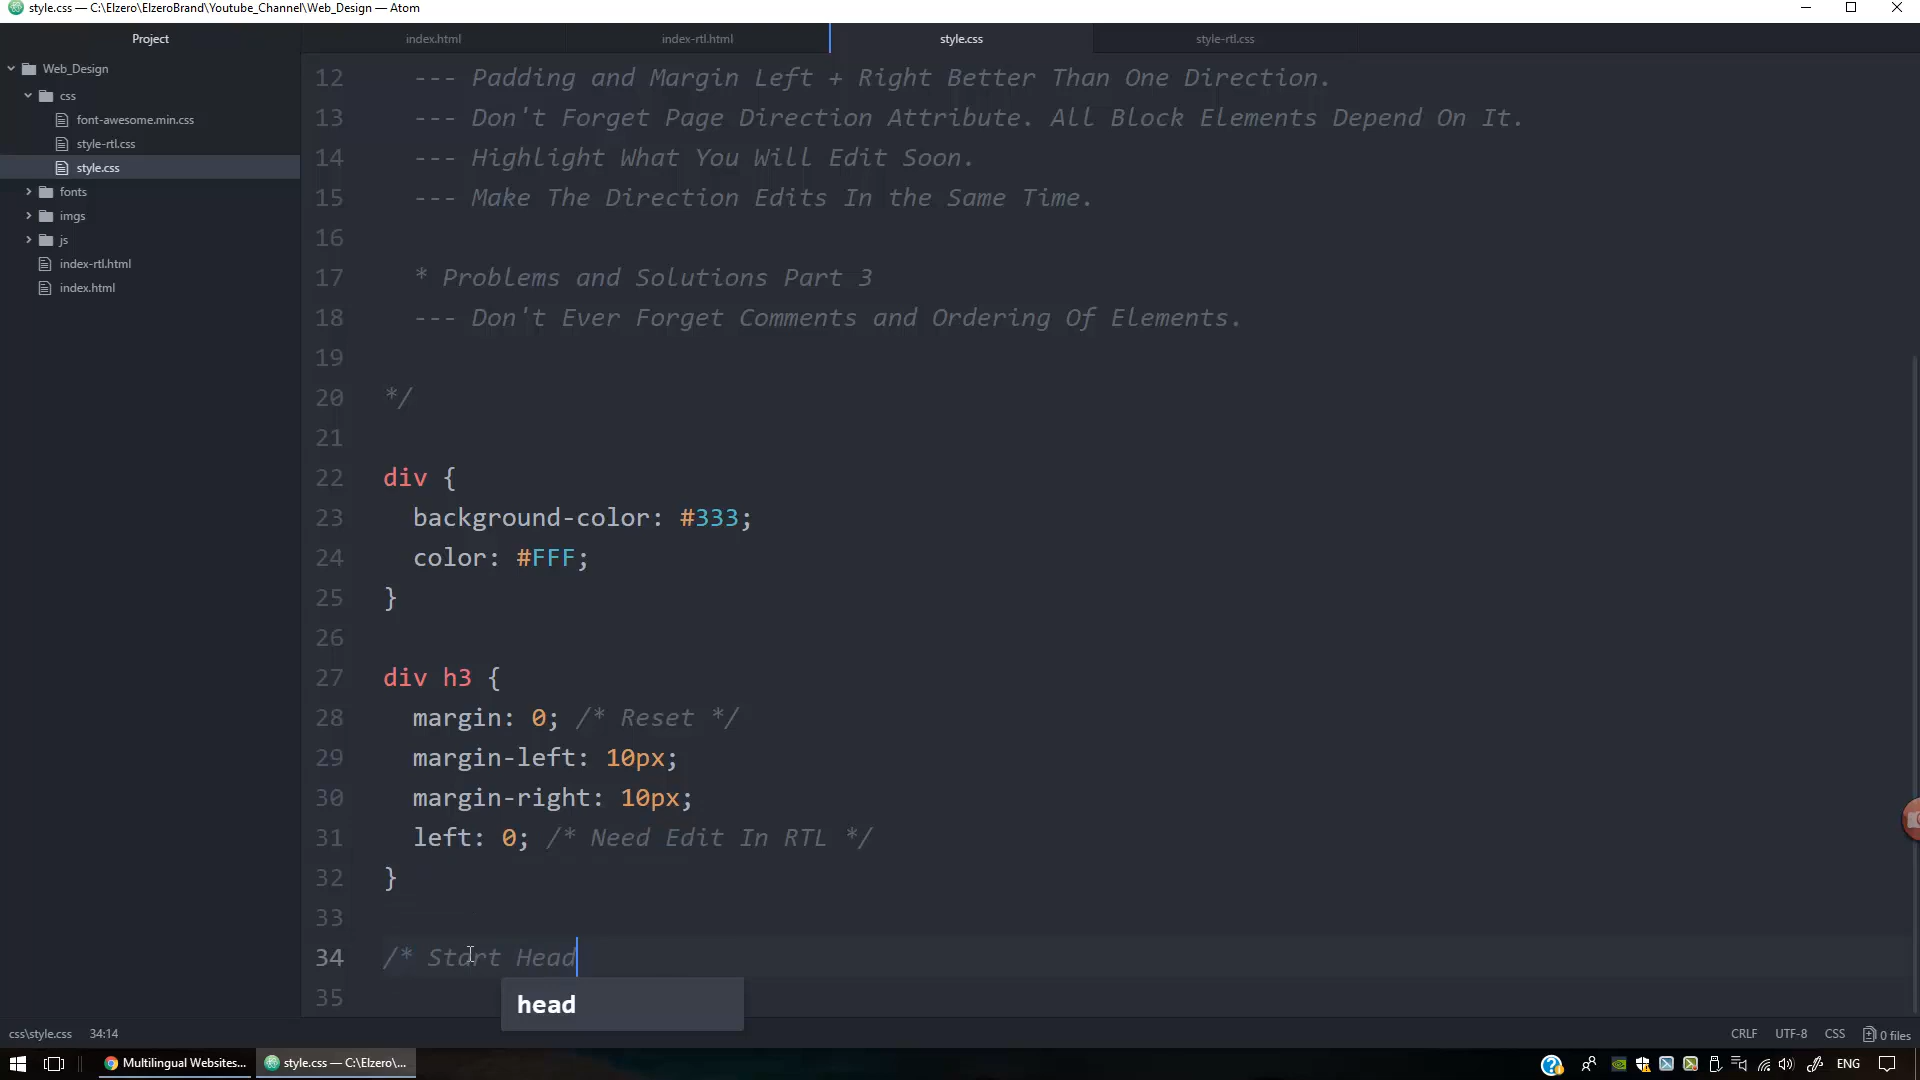 style.css — C:\Elzero\ElzeroBrand\Youtube_Channel\Web_Design — Atom
Project
index.html
index-rtl.html
style.css
style-rtl.css
Web_Design
css
font-awesome.min.css
style-rtl.css
style.css
fonts
imgs
js
index-rtl.html
index.html
12 --- Padding and Margin Left + Right Better Than One Direction.
13 --- Don't Forget Page Direction Attribute. All Block Elements Depend On It.
14 --- Highlight What You Will Edit Soon.
15 --- Make The Direction Edits In the Same Time.
16
17 * Problems and Solutions Part 3
18 --- Don't Ever Forget Comments and Ordering Of Elements.
19
20 */
21
22 div {
23 background-color: #333;
24 color: #FFF;
25 }
26
27 div h3 {
28 margin: 0; /* Reset */
29 margin-left: 10px;
30 margin-right: 10px;
31 left: 0; /* Need Edit In RTL */
32 }
33
34 /* Start Head
head
35
css\style.css 34:14
CRLF UTF-8 CSS 0 files
Multilingual Websites...
style.css — C:\Elzero\...
ENG